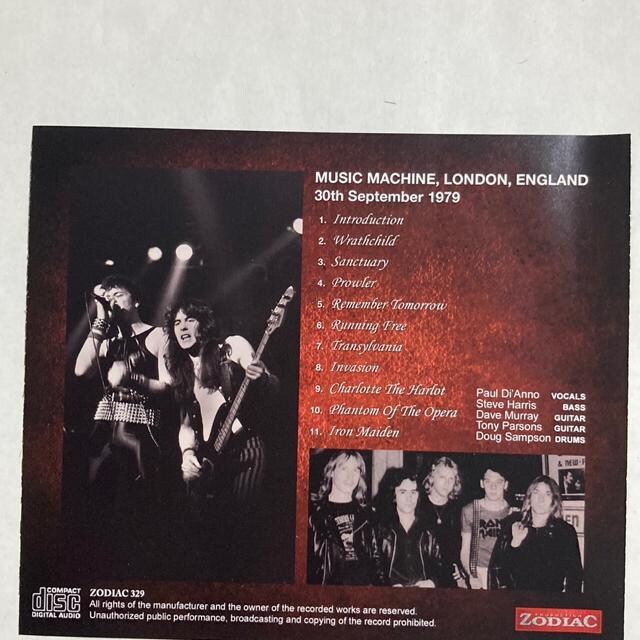 MUSIC MACHINE, LONDON, ENGLAND
30th September 1979
1. Introduction
2. Wrathchild
3. Sanctuary
4. Prowler
5. Remember Tomorrow
6. Running Free
7. Transylvania
8. Invasion
9. Charlotte The Harlot
10. Phantom Of The Opera
11. Iron Maiden
Paul Di'Anno VOCALS
Steve Harris BASS
Dave Murray GUITAR
Tony Parsons GUITAR
Doug Sampson DRUMS
IRON
& NEW
COMPACT
disc
DIGITAL AUDIO
ZODIAC 329
All rights of the manufacturer and the owner of the recorded works are reserved.
Unauthorized public performance, broadcasting and copying of the record prohibited.
ZODIAC